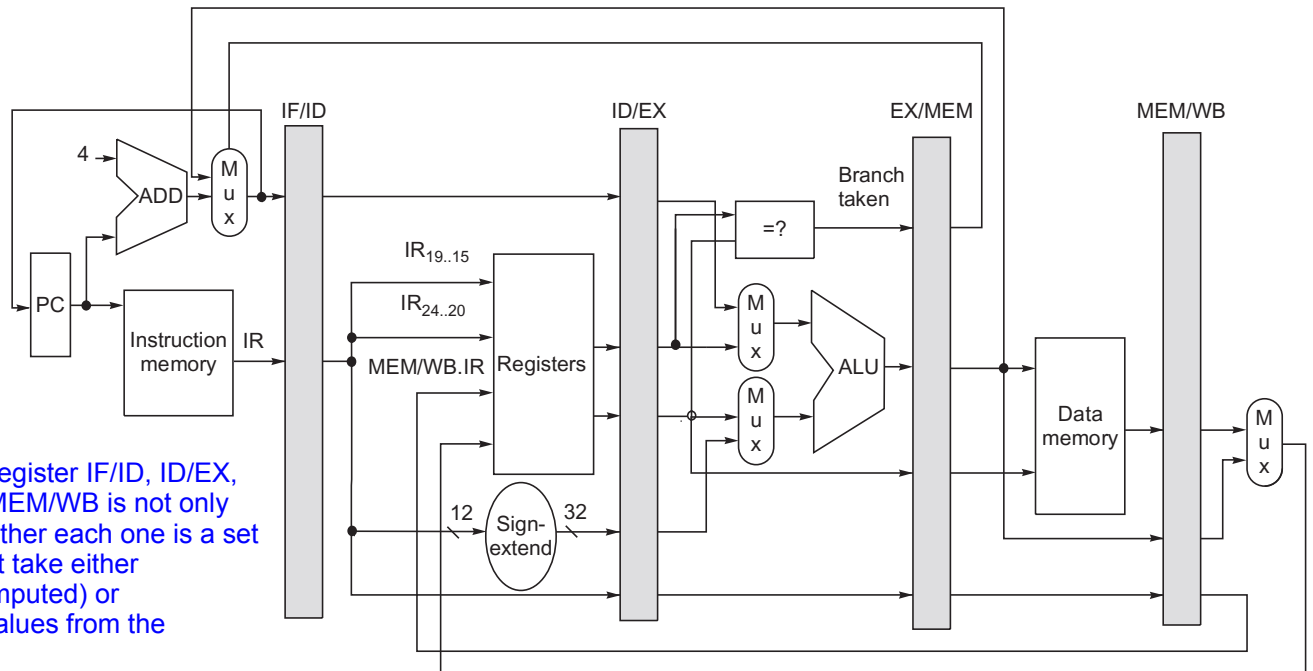 IF/ID
ID/EX
EX/MEM
MEM/WB
4
ADD
M
u
x
Branch
taken
=?
PC
Instruction
memory
IR
IR19..15
IR24..20
MEM/WB.IR
Registers
M
u
x
M
u
x
ALU
Data
memory
M
u
x
12
Sign-
extend
32
egister IF/ID, ID/EX,
MEM/WB is not only
ther each one is a set
t take either
mputed) or
alues from the